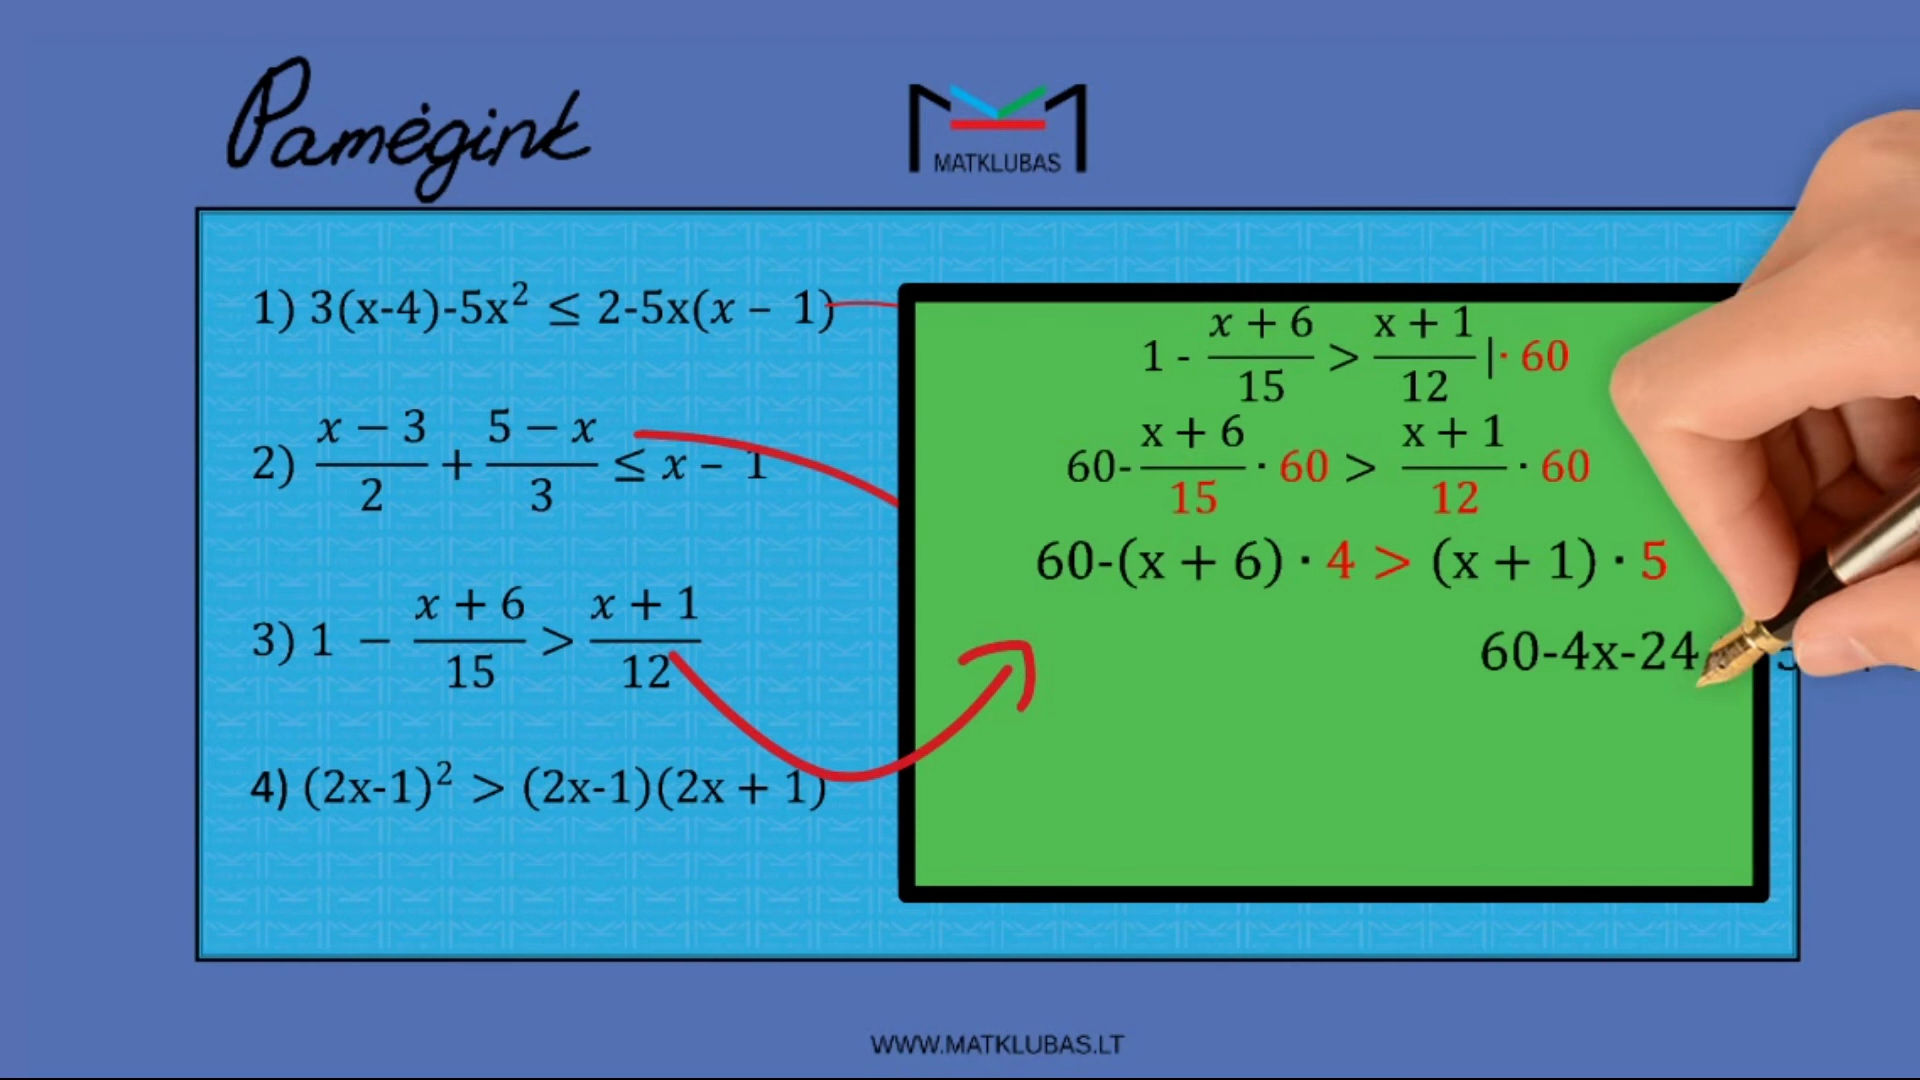 Pamėgink
MATKLUBAS
1) 3(x-4)-5x² ≤ 2-5x(x − 1)
2) (x − 3)/2 + (5 − x)/3 ≤ x − 1
3) 1 − (x + 6)/15 > (x + 1)/12
4) (2x-1)² > (2x-1)(2x + 1)
1 - (x + 6)/15 > (x + 1)/12 |· 60
60- (x + 6)/15 · 60 > (x + 1)/12 · 60
60-(x + 6) · 4 > (x + 1) · 5
60-4x-24
WWW.MATKLUBAS.LT